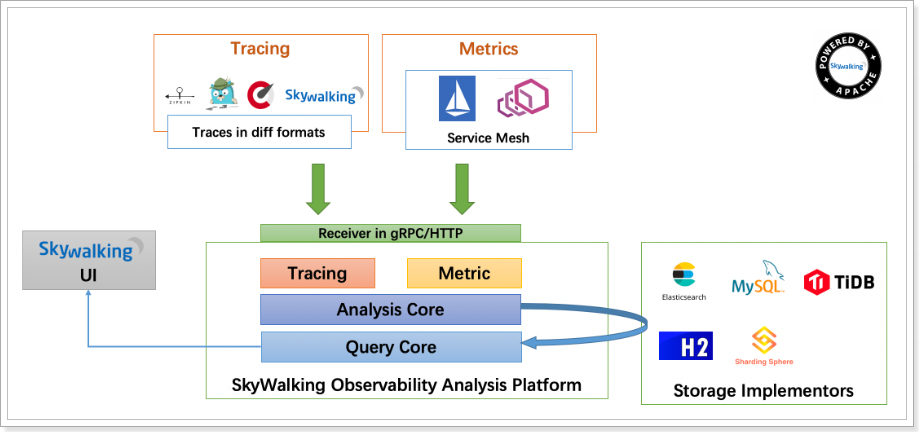 Tracing
Metrics
POWERED BY
Skywalking
APACHE
ZIPKIN
Skywalking
Traces in diff formats
Service Mesh
Receiver in gRPC/HTTP
Skywalking
UI
Tracing
Metric
Analysis Core
Query Core
SkyWalking Observability Analysis Platform
Elasticsearch
MySQL
TiDB
H2
Sharding Sphere
Storage Implementors